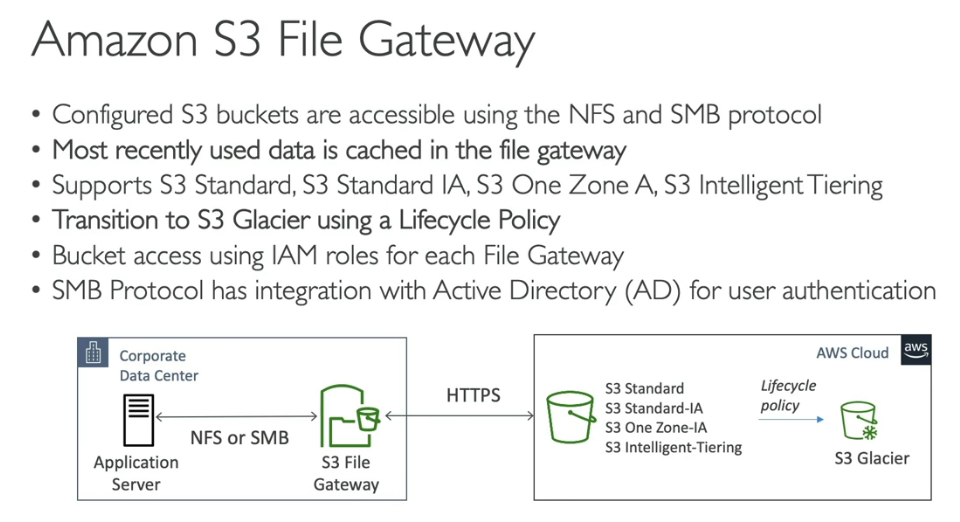 Amazon S3 File Gateway
• Configured S3 buckets are accessible using the NFS and SMB protocol
• Most recently used data is cached in the file gateway
• Supports S3 Standard, S3 Standard IA, S3 One Zone A, S3 Intelligent Tiering
• Transition to S3 Glacier using a Lifecycle Policy
• Bucket access using IAM roles for each File Gateway
• SMB Protocol has integration with Active Directory (AD) for user authentication
Corporate
Data Center
NFS or SMB
Application
Server
S3 File
Gateway
HTTPS
AWS Cloud
aws
S3 Standard
S3 Standard-IA
S3 One Zone-IA
S3 Intelligent-Tiering
Lifecycle
policy
S3 Glacier